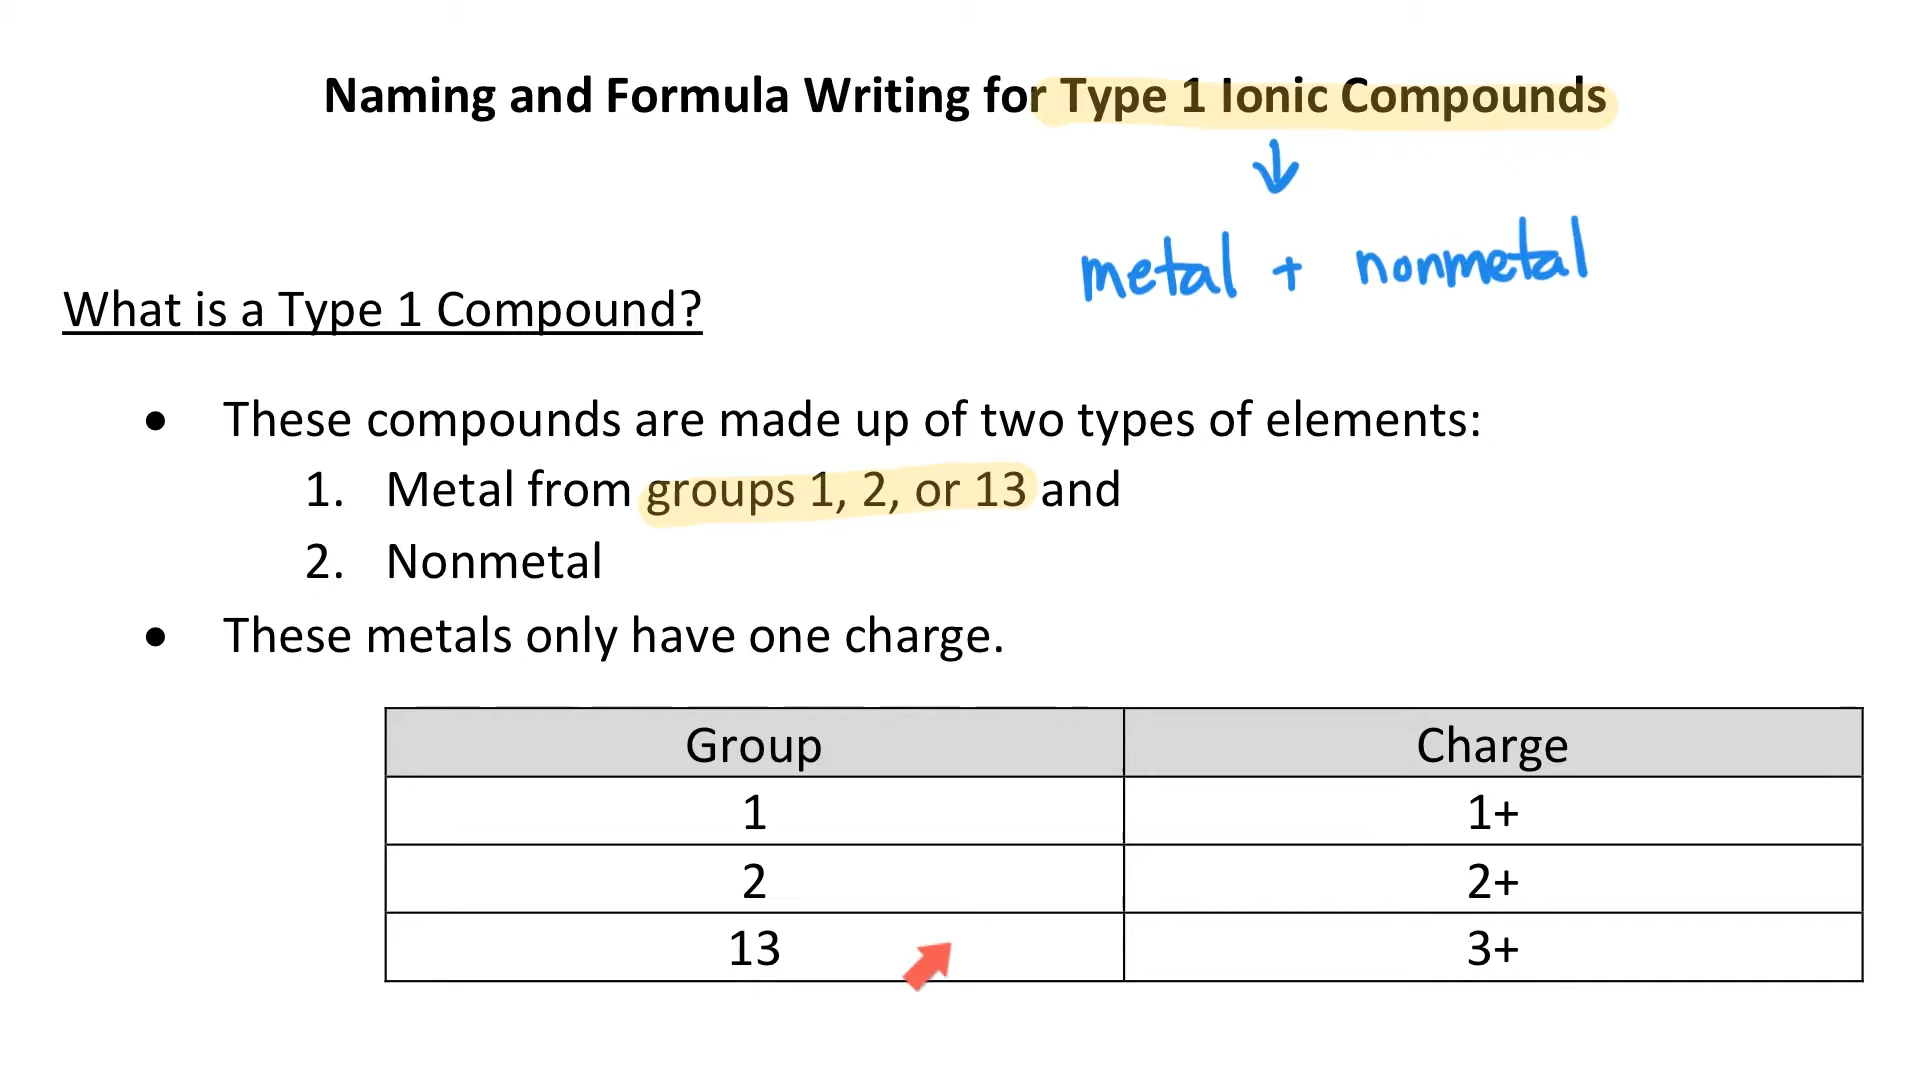 Naming and Formula Writing for Type 1 Ionic Compounds
↓
metal + nonmetal
What is a Type 1 Compound?
• These compounds are made up of two types of elements:
1. Metal from groups 1, 2, or 13 and
2. Nonmetal
• These metals only have one charge.
Group Charge
1 1+
2 2+
13 3+